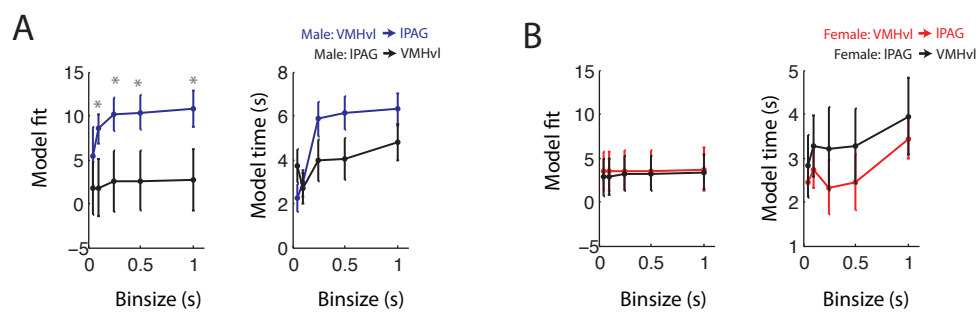 A
Male: VMHvl → lPAG
Male: lPAG → VMHvl
Model fit
15
10
5
0
−5
* * * *
0 0.5 1
Binsize (s)
Model time (s)
8
6
4
2
0
0 0.5 1
Binsize (s)
B
Female: VMHvl → lPAG
Female: lPAG → VMHvl
Model fit
15
10
5
0
−5
0 0.5 1
Binsize (s)
Model time (s)
5
4
3
2
1
0 0.5 1
Binsize (s)